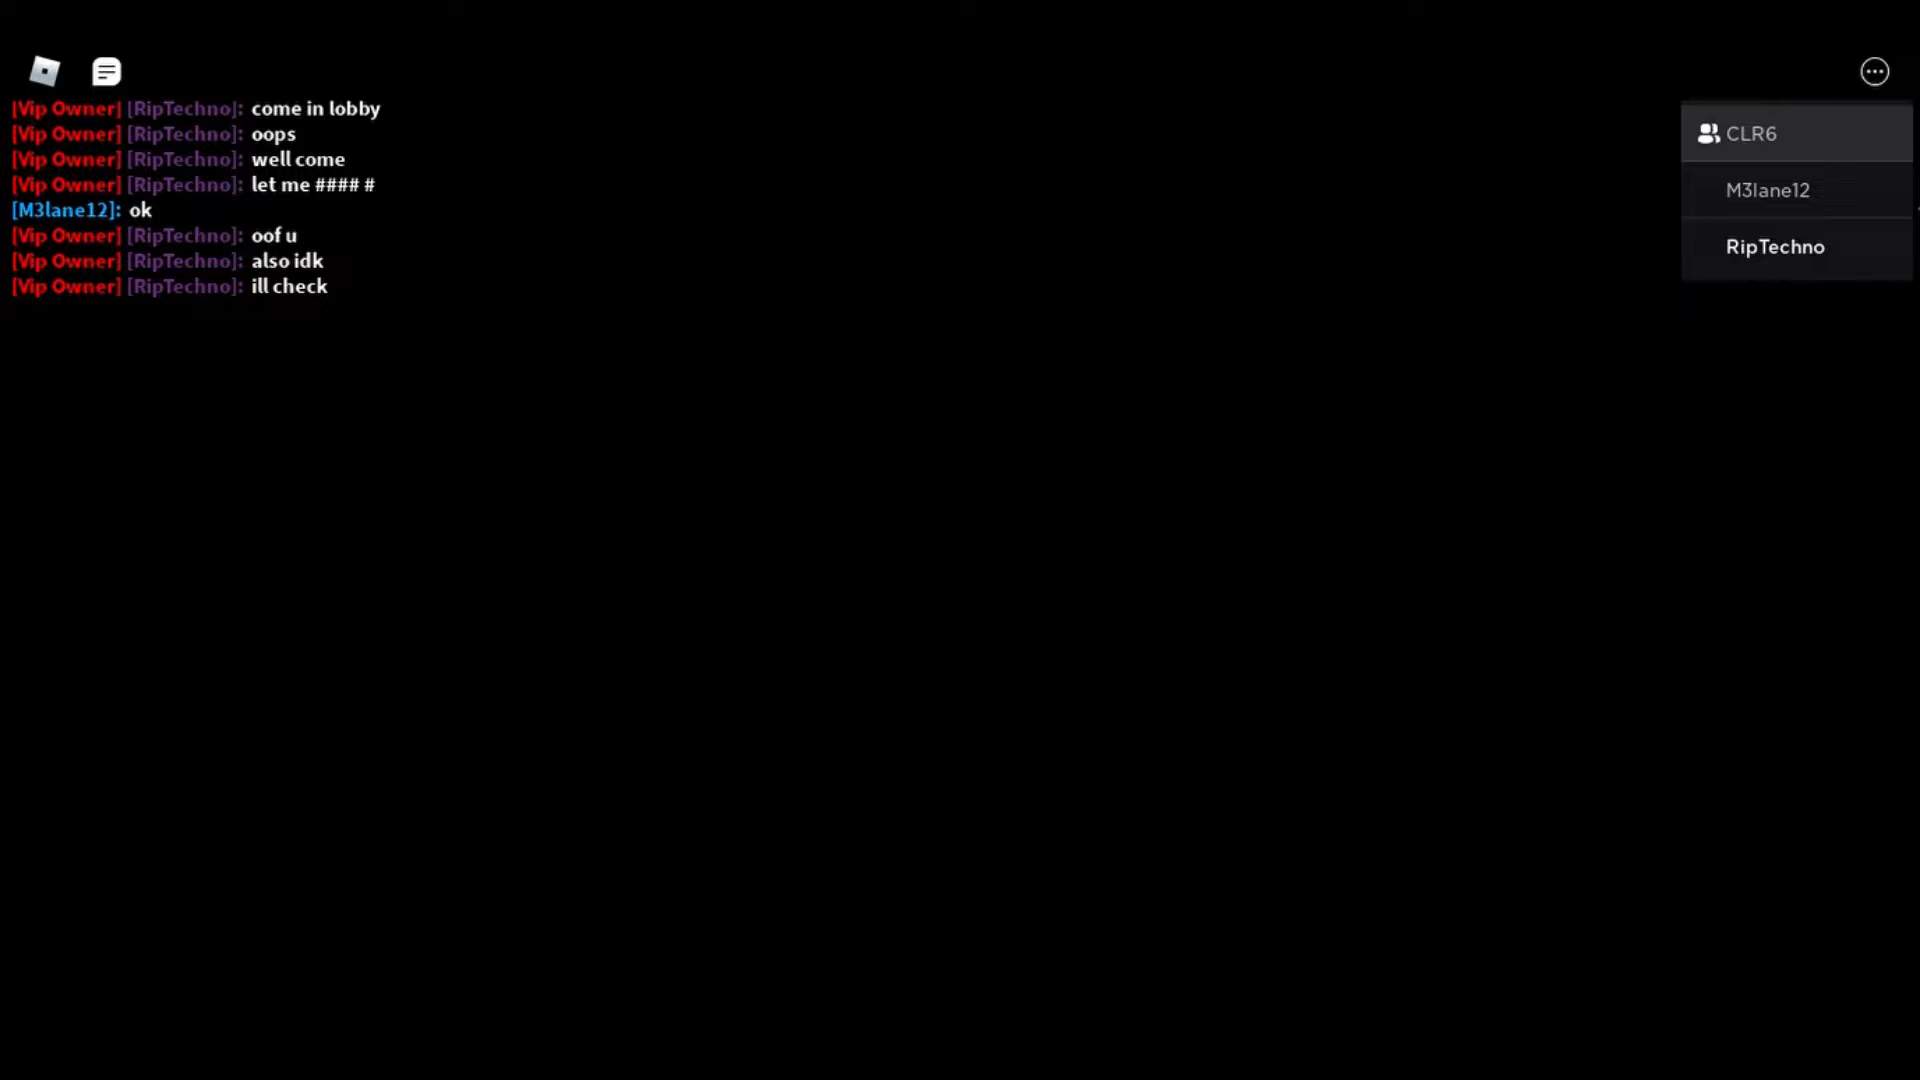 [Vip Owner] [RipTechno]: come in lobby
[Vip Owner] [RipTechno]: oops
[Vip Owner] [RipTechno]: well come
[Vip Owner] [RipTechno]: let me #### #
[M3lane12]: ok
[Vip Owner] [RipTechno]: oof u
[Vip Owner] [RipTechno]: also idk
[Vip Owner] [RipTechno]: ill check
CLR6
M3lane12
RipTechno